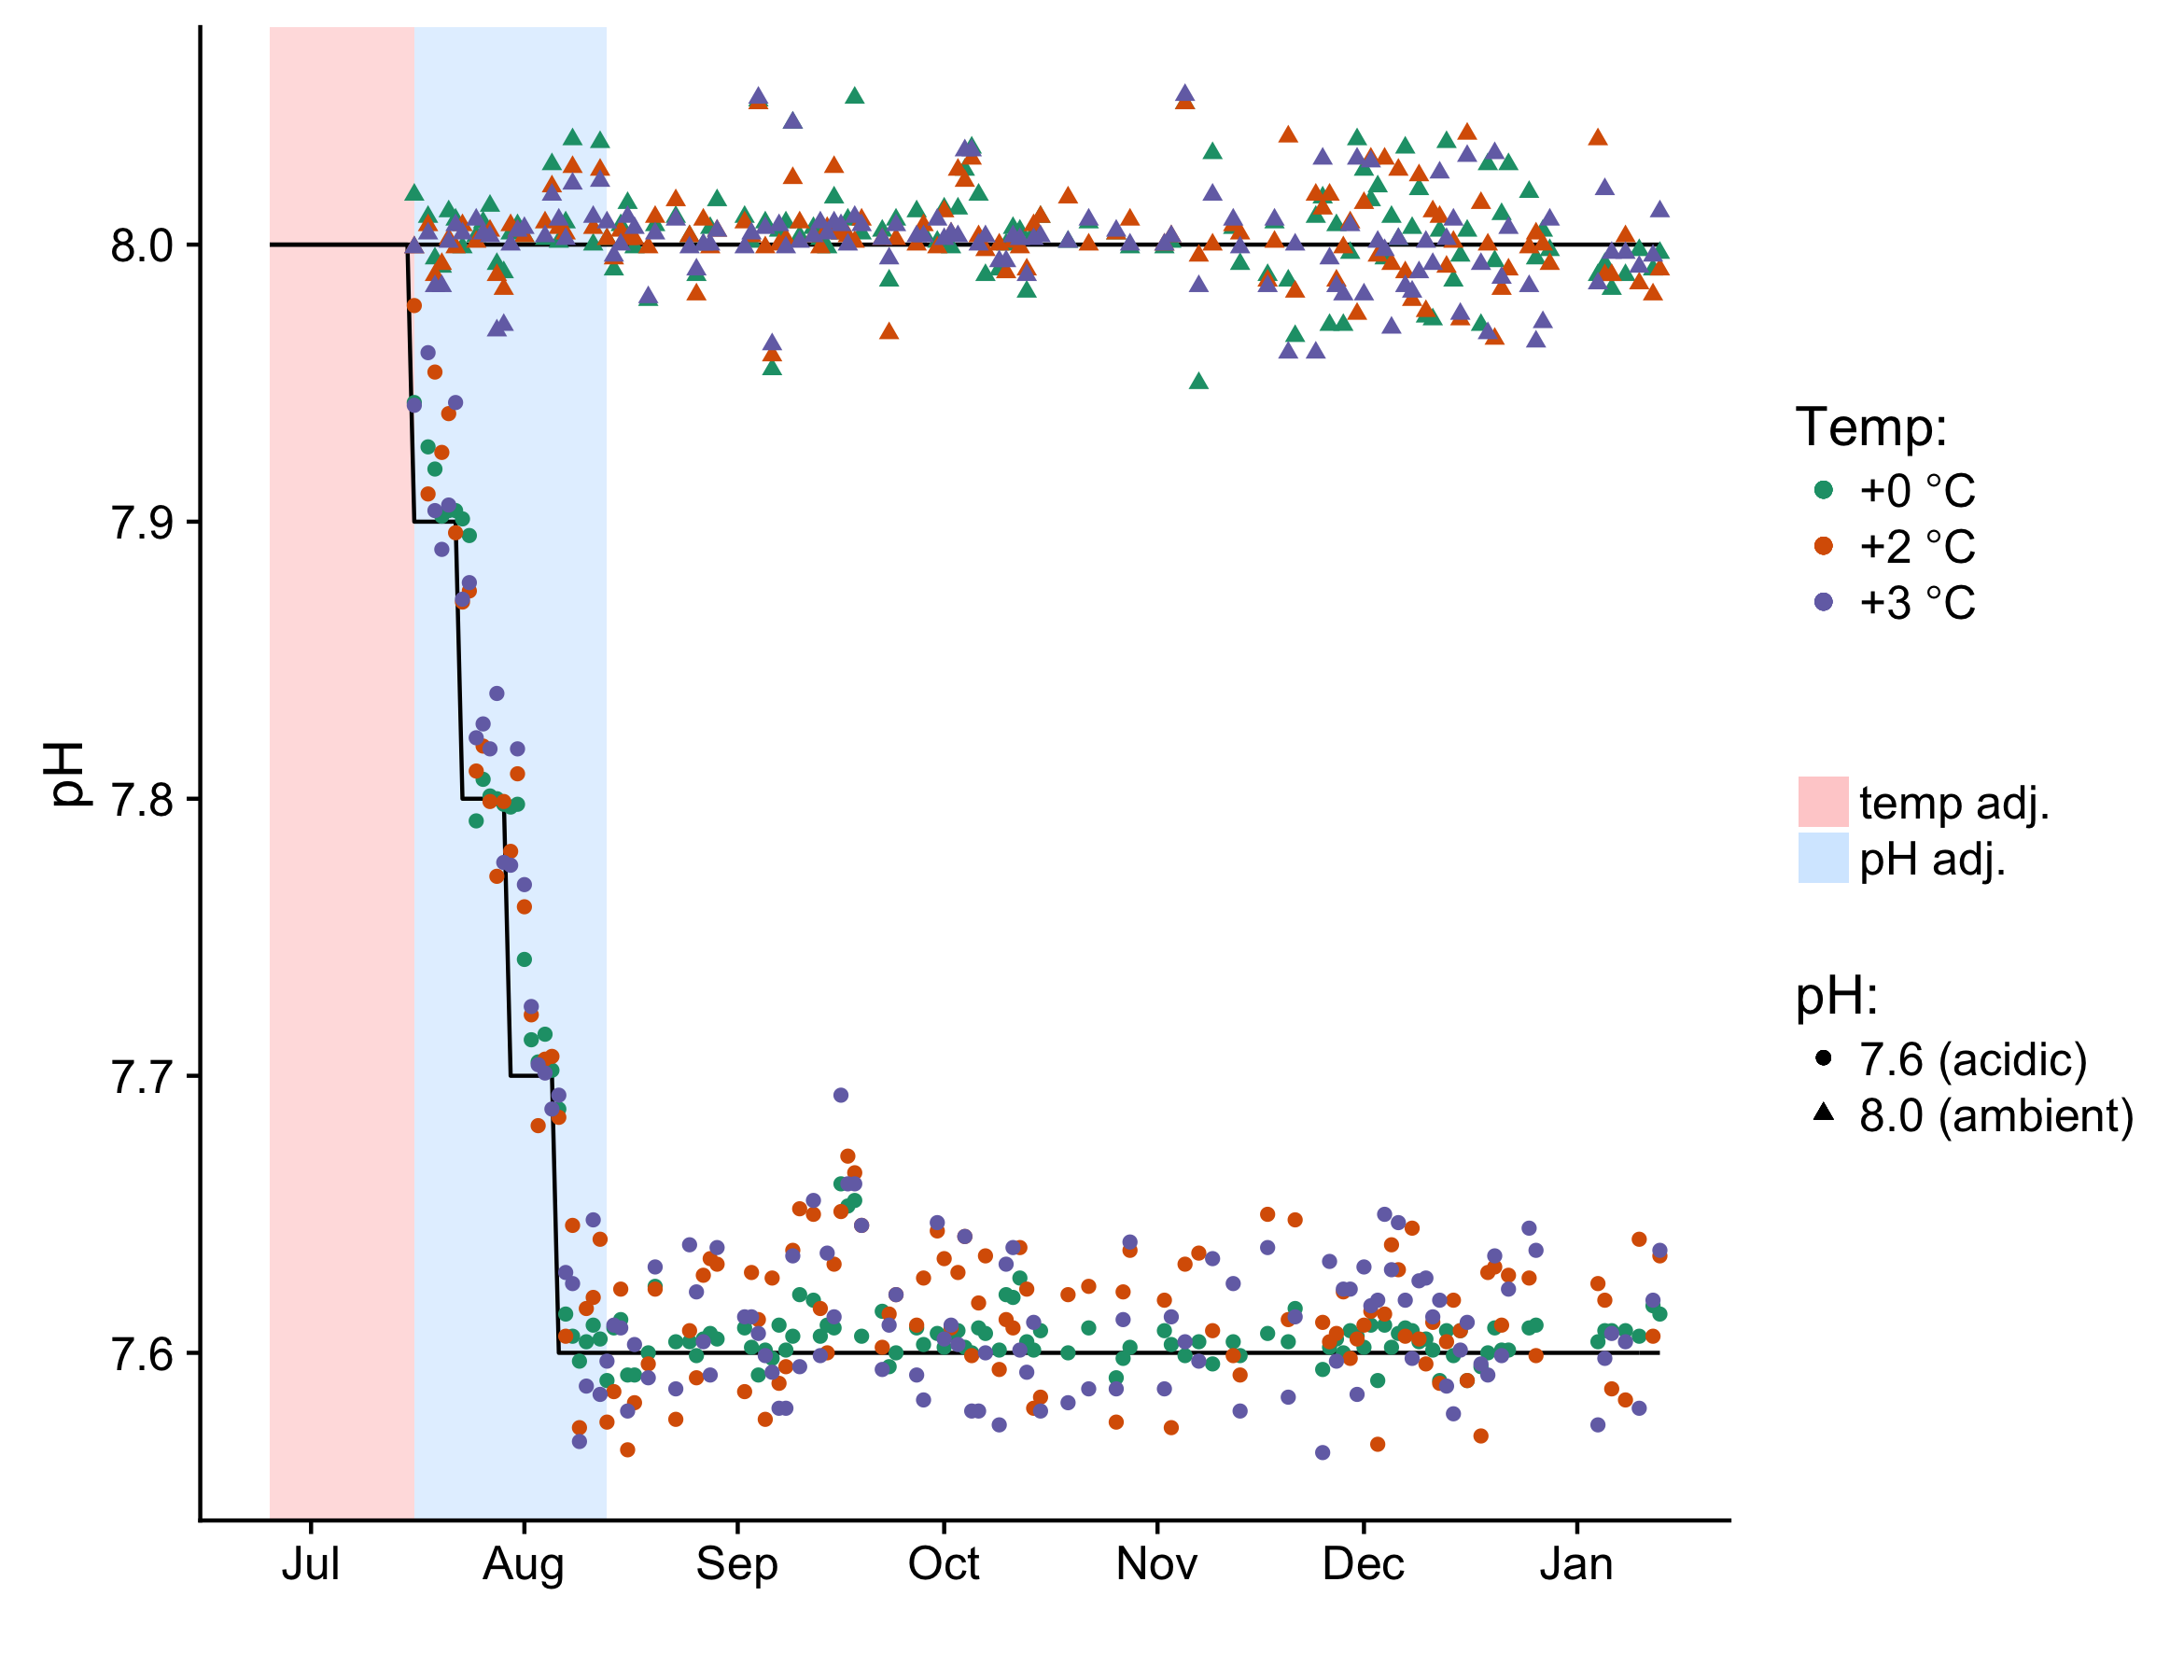 pH
8.0
7.9
7.8
7.7
7.6
Jul Aug Sep Oct Nov Dec Jan
Temp:
+0 °C
+2 °C
+3 °C
temp adj.
pH adj.
pH:
7.6 (acidic)
8.0 (ambient)